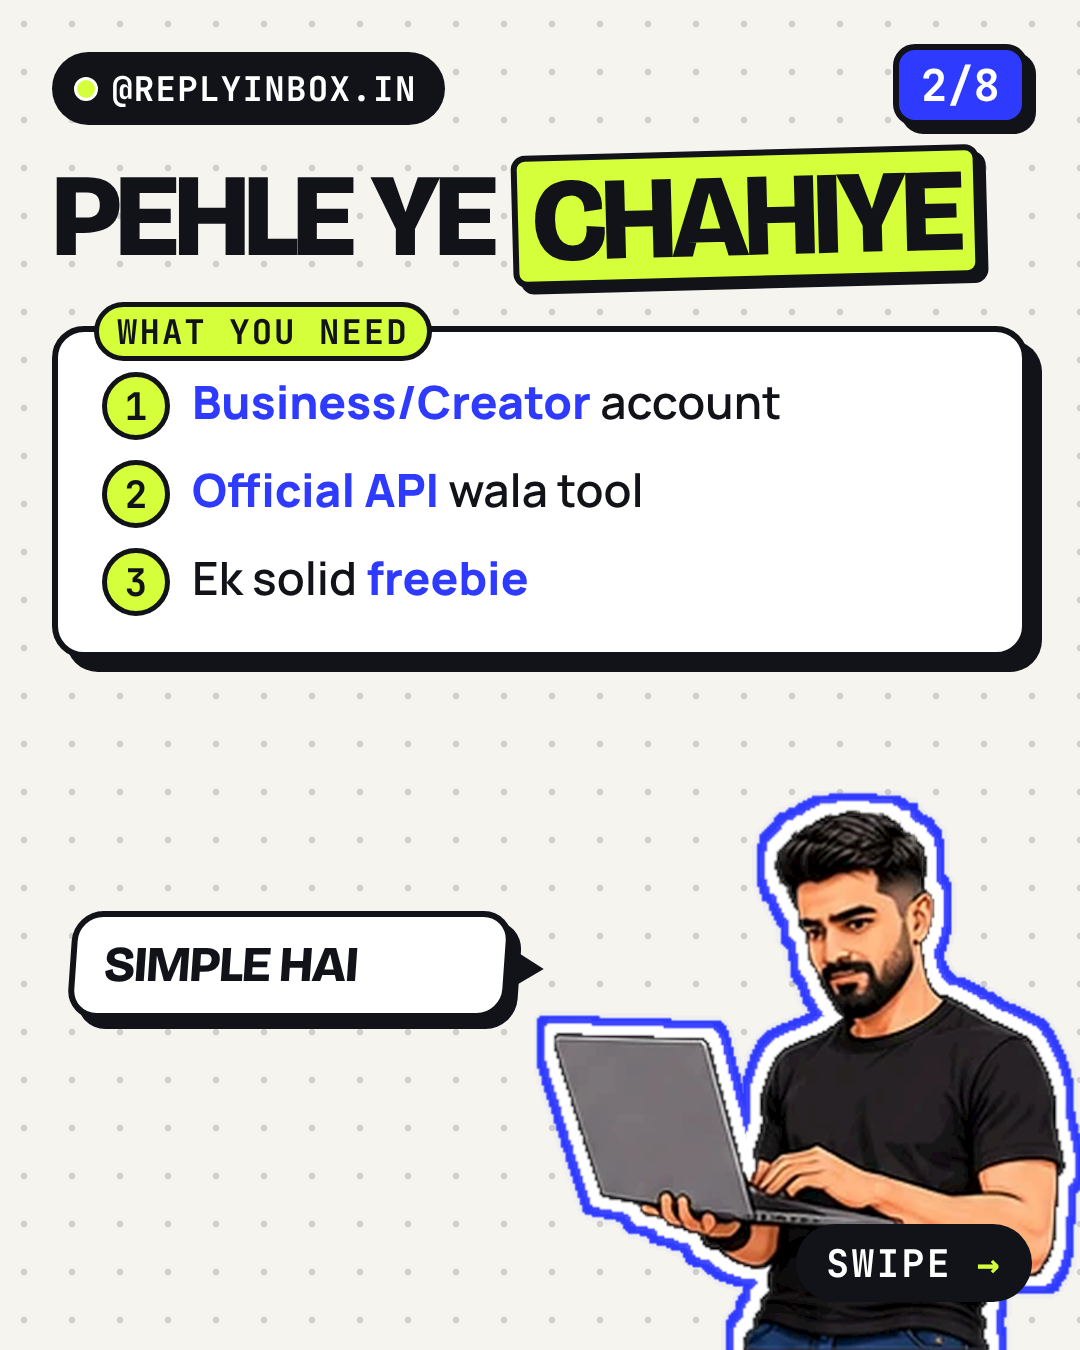 @REPLYINBOX.IN
2/8
PEHLE YE CHAHIYE
WHAT YOU NEED
1 Business/Creator account
2 Official API wala tool
3 Ek solid freebie
SIMPLE HAI
SWIPE →